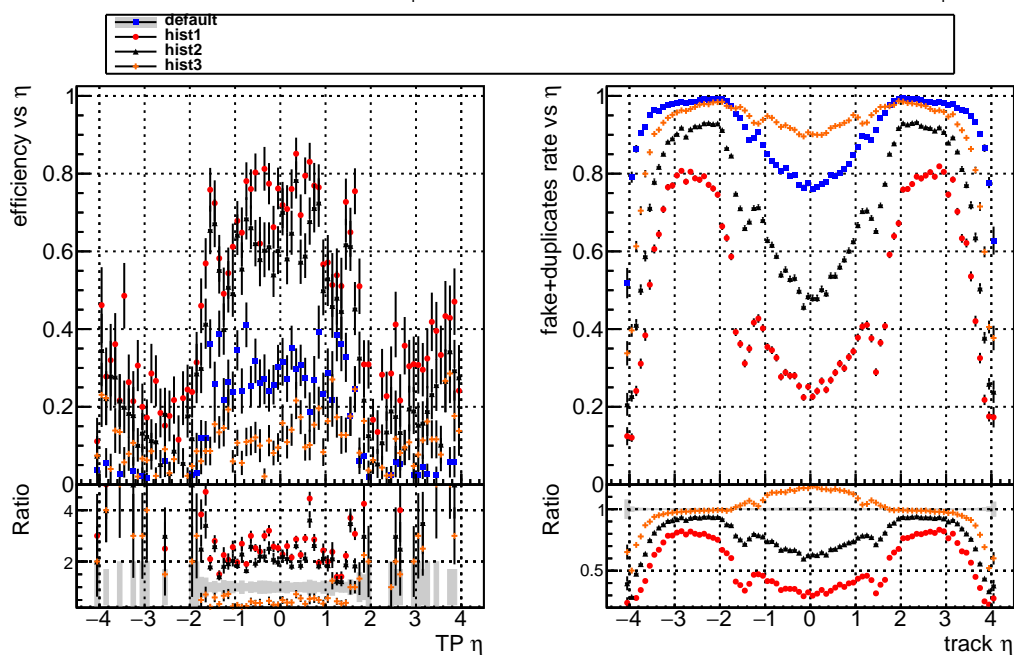 default
hist1
hist2
hist3
efficiency vs η
1
0.8
0.6
0.4
0.2
0
Ratio
4
2
−4 −3 −2 −1 0 1 2 3 4
TP η
fake+duplicates rate vs η
1
0.8
0.6
0.4
0.2
0
Ratio
1
0.5
−4 −3 −2 −1 0 1 2 3 4
track η